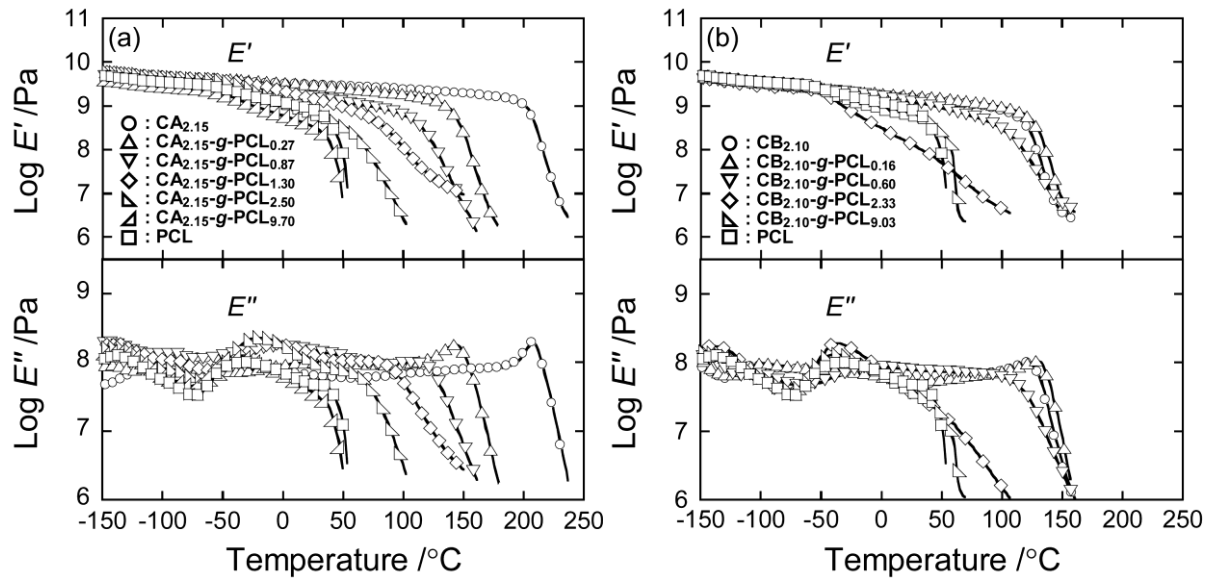 (a)
E'
11
10
9
8
7
6
Log E' /Pa
○ : CA2.15
△ : CA2.15-g-PCL0.27
▽ : CA2.15-g-PCL0.87
◇ : CA2.15-g-PCL1.30
◺ : CA2.15-g-PCL2.50
◿ : CA2.15-g-PCL9.70
□ : PCL
E"
9
8
7
6
Log E" /Pa
-150 -100 -50 0 50 100 150 200 250
Temperature /°C
(b)
E'
11
10
9
8
7
6
Log E' /Pa
○ : CB2.10
△ : CB2.10-g-PCL0.16
▽ : CB2.10-g-PCL0.60
◇ : CB2.10-g-PCL2.33
◺ : CB2.10-g-PCL9.03
□ : PCL
E"
9
8
7
6
Log E" /Pa
-150 -100 -50 0 50 100 150 200 250
Temperature /°C